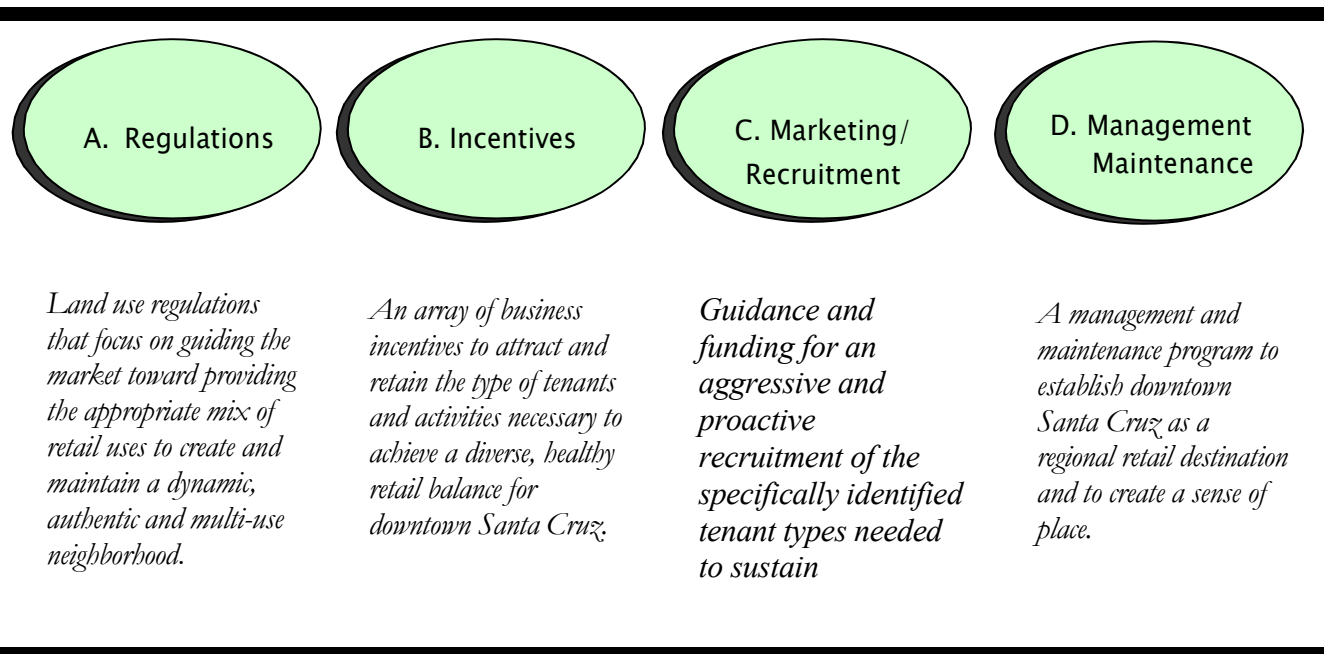 A. Regulations
Land use regulations
that focus on guiding the
market toward providing
the appropriate mix of
retail uses to create and
maintain a dynamic,
authentic and multi-use
neighborhood.
B. Incentives
An array of business
incentives to attract and
retain the type of tenants
and activities necessary to
achieve a diverse, healthy
retail balance for
downtown Santa Cruz.
C. Marketing/
Recruitment
Guidance and
funding for an
aggressive and
proactive
recruitment of the
specifically identified
tenant types needed
to sustain
D. Management
Maintenance
A management and
maintenance program to
establish downtown
Santa Cruz as a
regional retail destination
and to create a sense of
place.